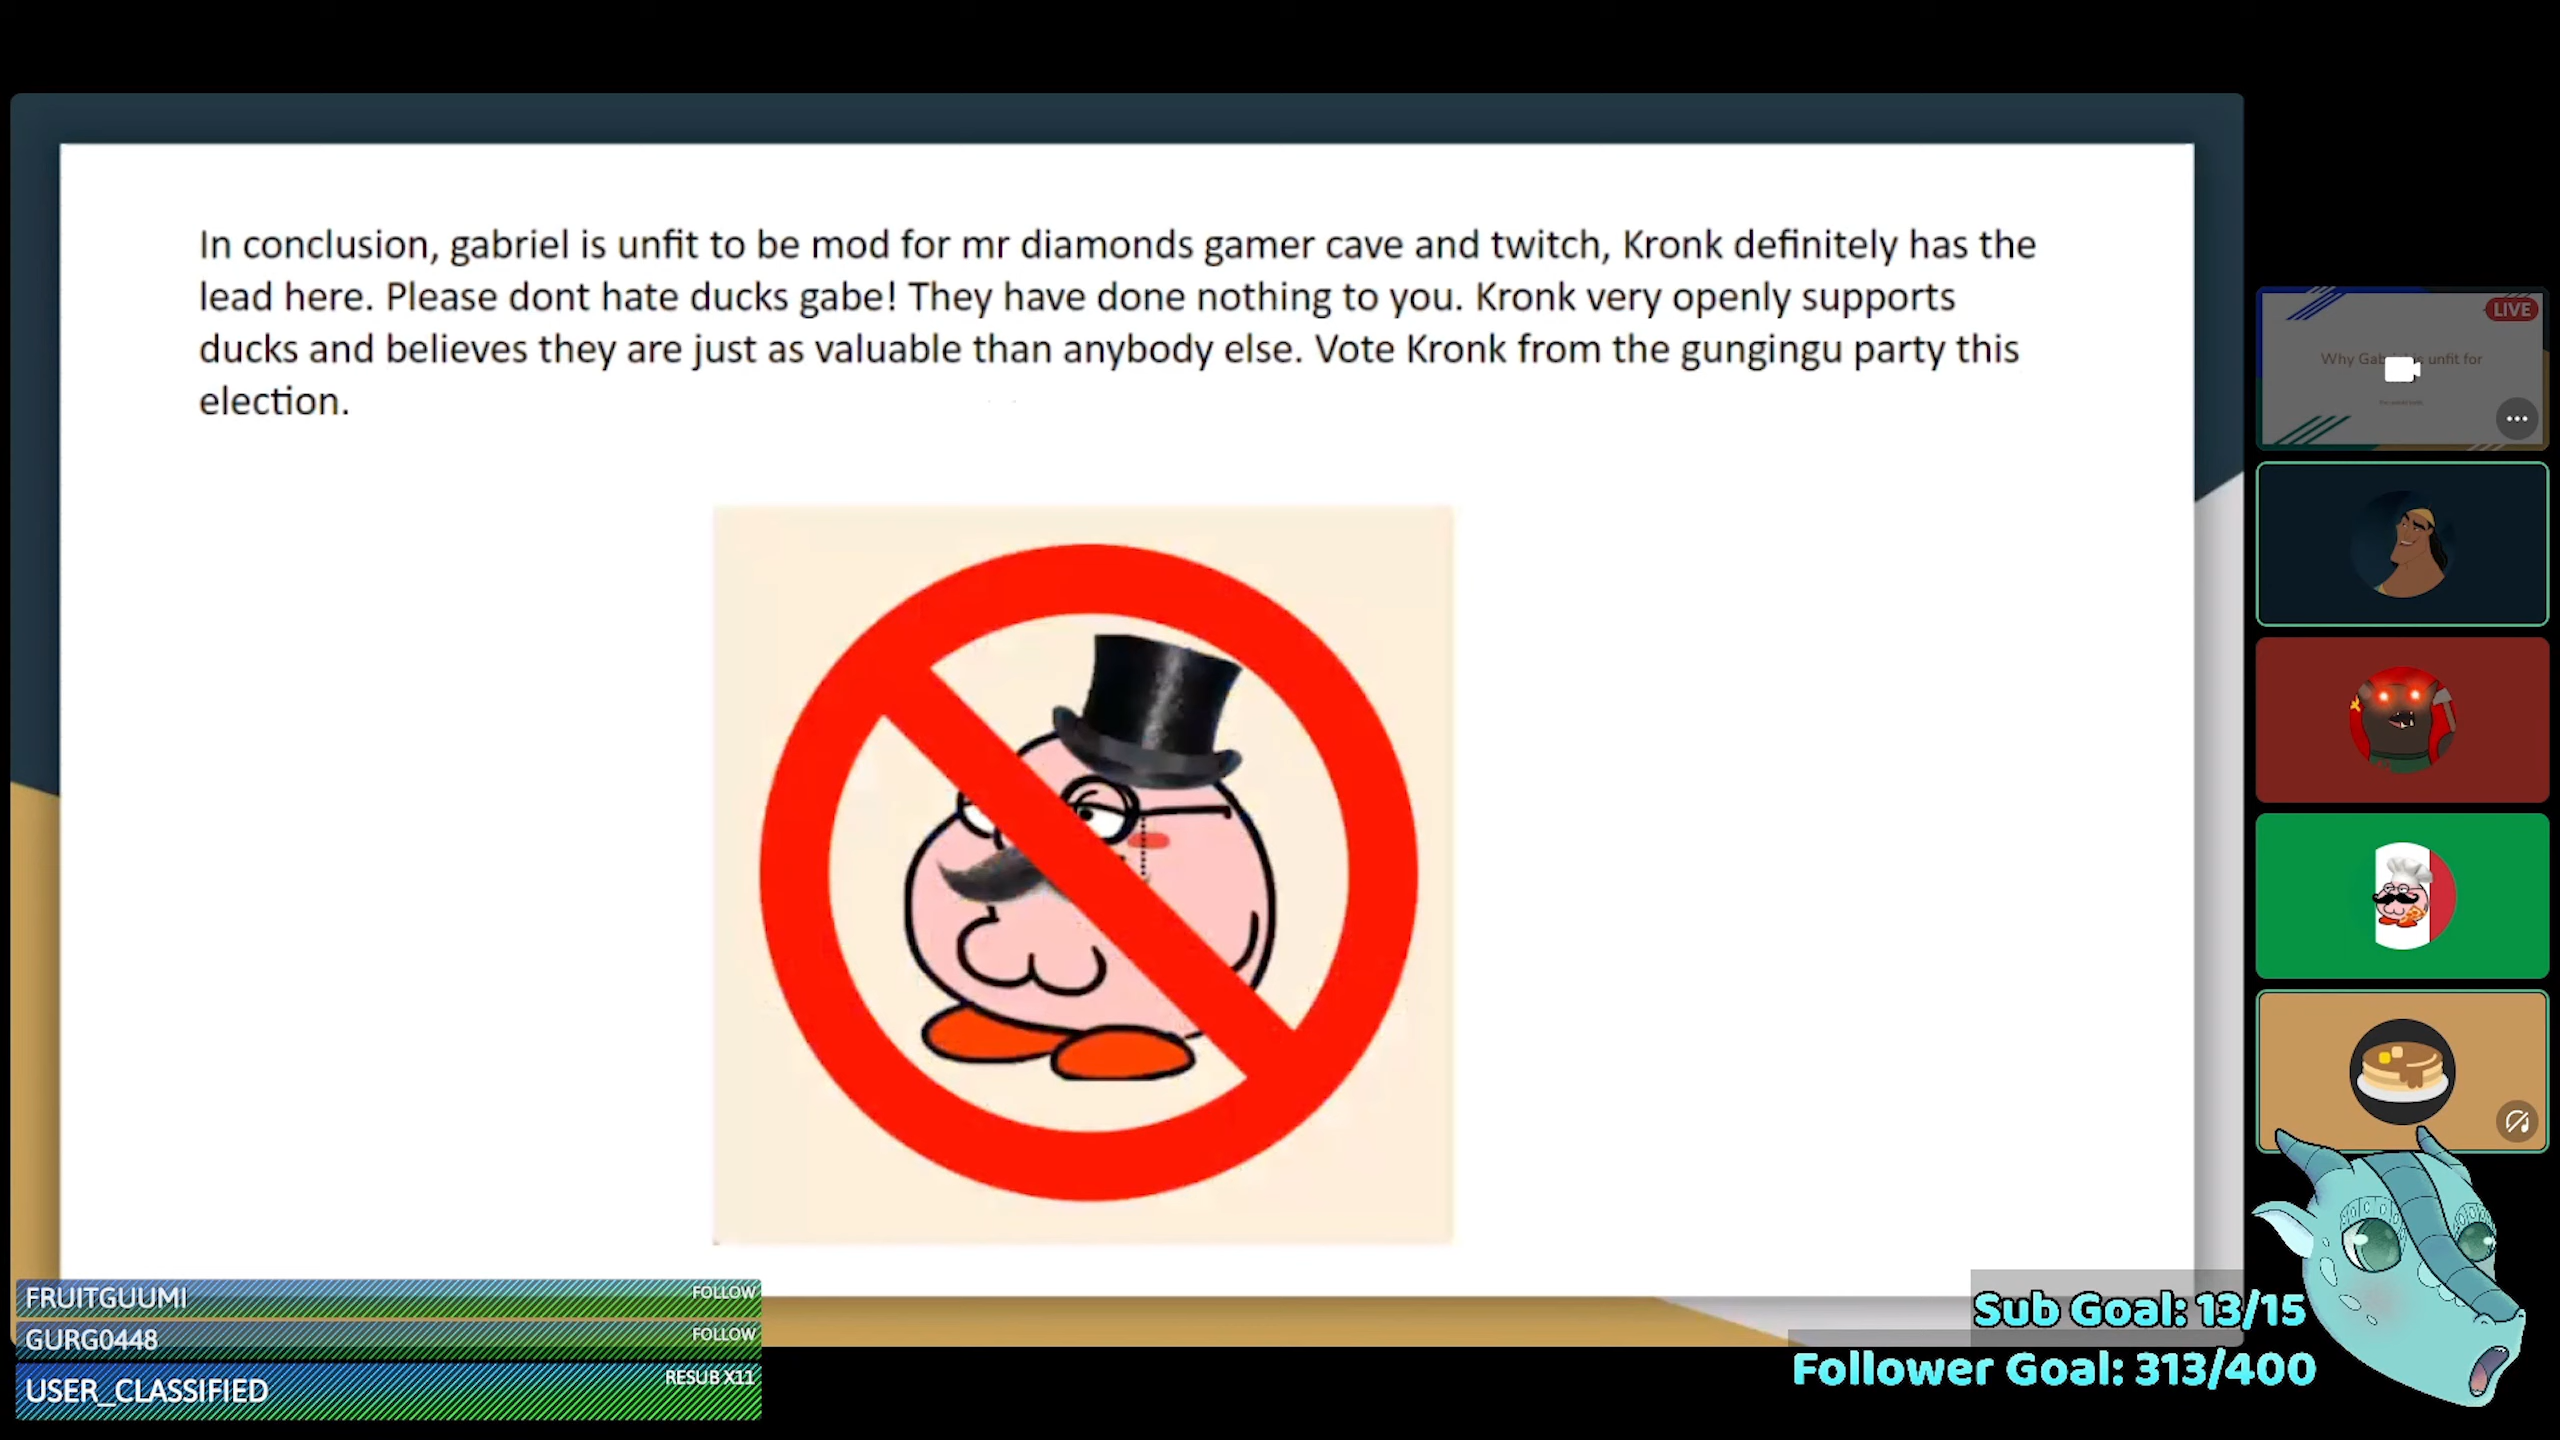 In conclusion, gabriel is unfit to be mod for mr diamonds gamer cave and twitch, Kronk definitely has the
lead here. Please dont hate ducks gabe! They have done nothing to you. Kronk very openly supports
ducks and believes they are just as valuable than anybody else. Vote Kronk from the gungingu party this
election.
LIVE
unfit for
FRUITGUUMI FOLLOW
GURG0448 FOLLOW
USER_CLASSIFIED RESUB X11
Sub Goal: 13/15
Follower Goal: 313/400